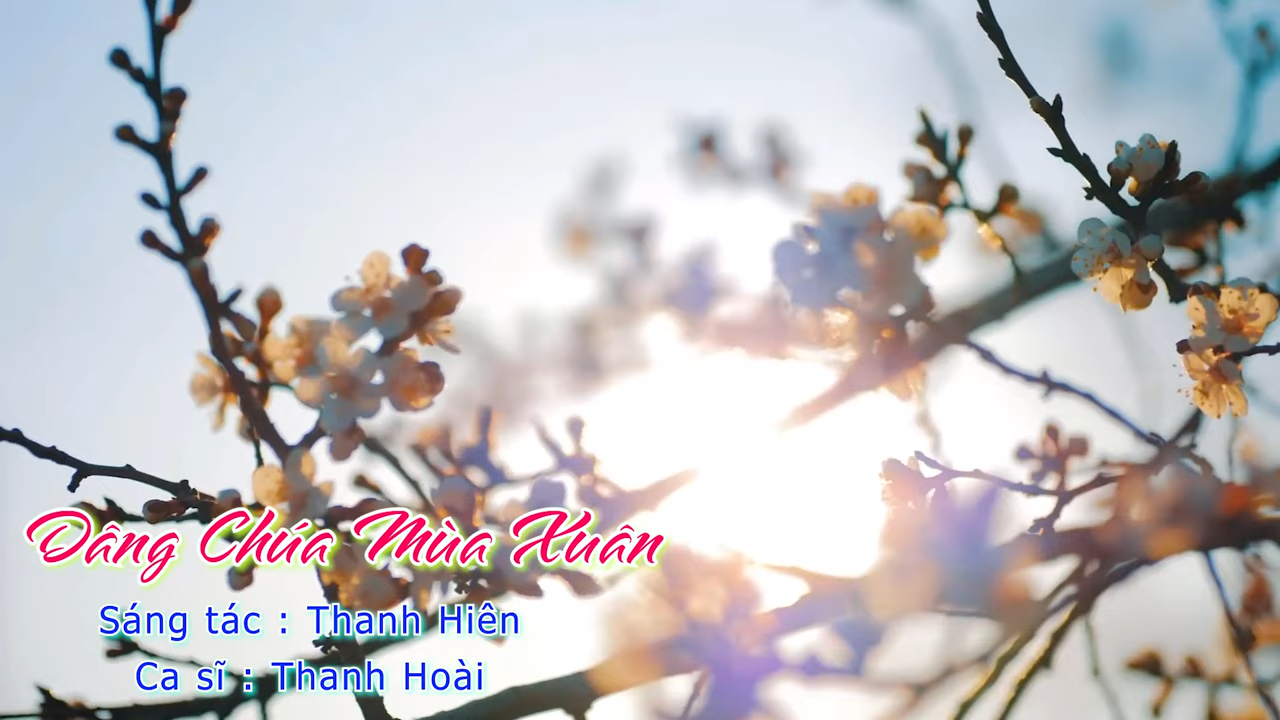 Dâng Chúa Mùa Xuân
Sáng tác : Thanh Hiên
Ca sĩ : Thanh Hoài